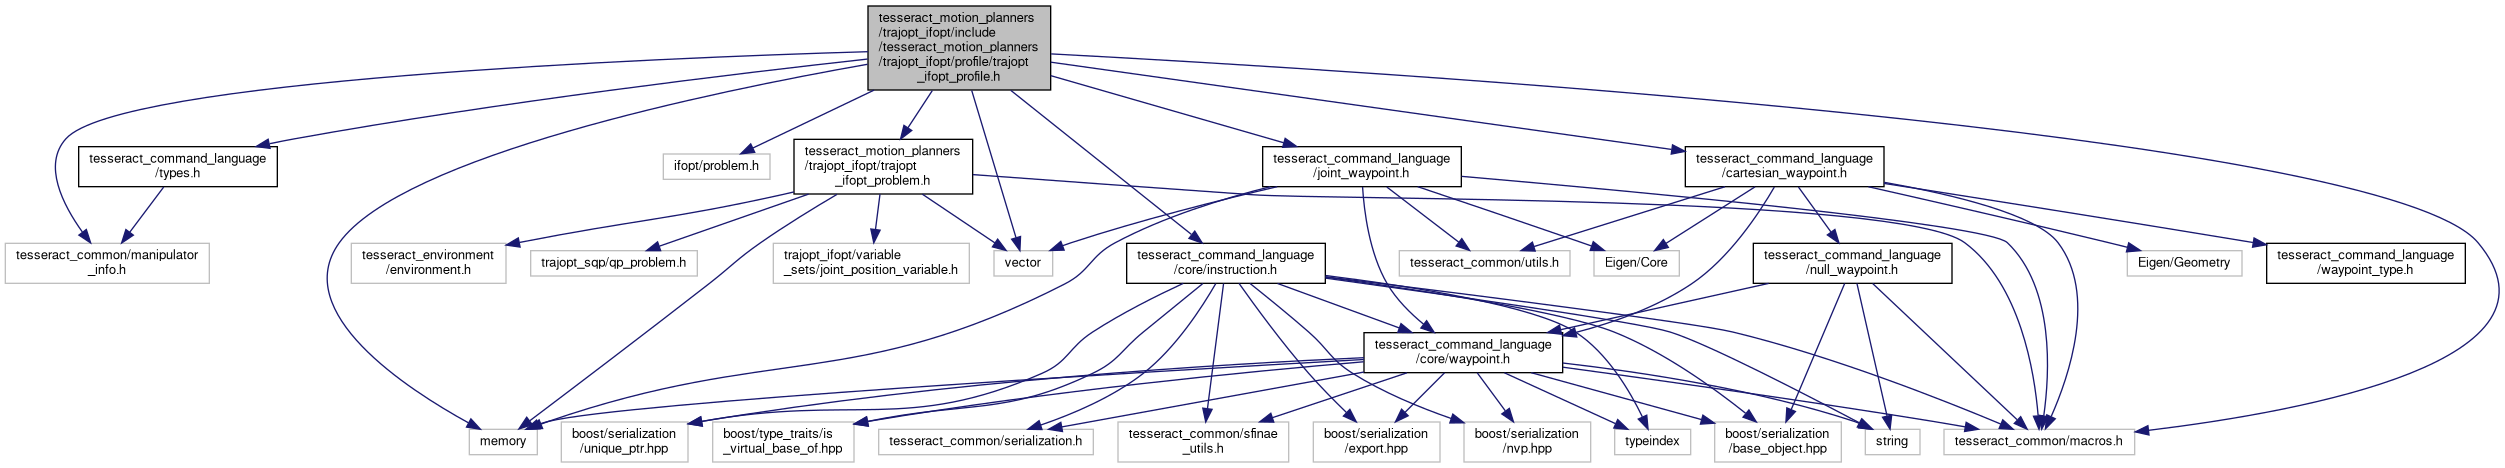 tesseract_motion_planners
/trajopt_ifopt/include
/tesseract_motion_planners
/trajopt_ifopt/profile/trajopt
_ifopt_profile.h
tesseract_command_language
/types.h
ifopt/problem.h
tesseract_motion_planners
/trajopt_ifopt/trajopt
_ifopt_problem.h
tesseract_command_language
/joint_waypoint.h
tesseract_command_language
/cartesian_waypoint.h
tesseract_common/manipulator
_info.h
tesseract_environment
/environment.h
trajopt_sqp/qp_problem.h
trajopt_ifopt/variable
_sets/joint_position_variable.h
vector
tesseract_command_language
/core/instruction.h
tesseract_common/utils.h
Eigen/Core
tesseract_command_language
/null_waypoint.h
Eigen/Geometry
tesseract_command_language
/waypoint_type.h
tesseract_command_language
/core/waypoint.h
memory
boost/serialization
/unique_ptr.hpp
boost/type_traits/is
_virtual_base_of.hpp
tesseract_common/serialization.h
tesseract_common/sfinae
_utils.h
boost/serialization
/export.hpp
boost/serialization
/nvp.hpp
typeindex
boost/serialization
/base_object.hpp
string
tesseract_common/macros.h